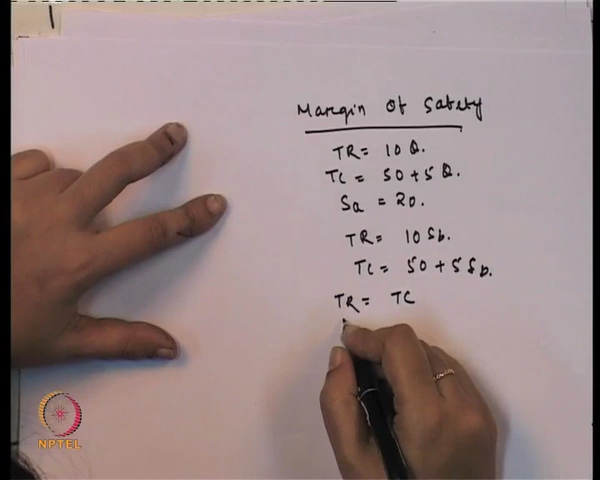 Margin Of Safety
TR = 10 Q.
TC = 50 + 5 Q.
Sa = 20.
TR = 10 Sb.
TC = 50 + 5 Sb.
TR = TC
NPTEL